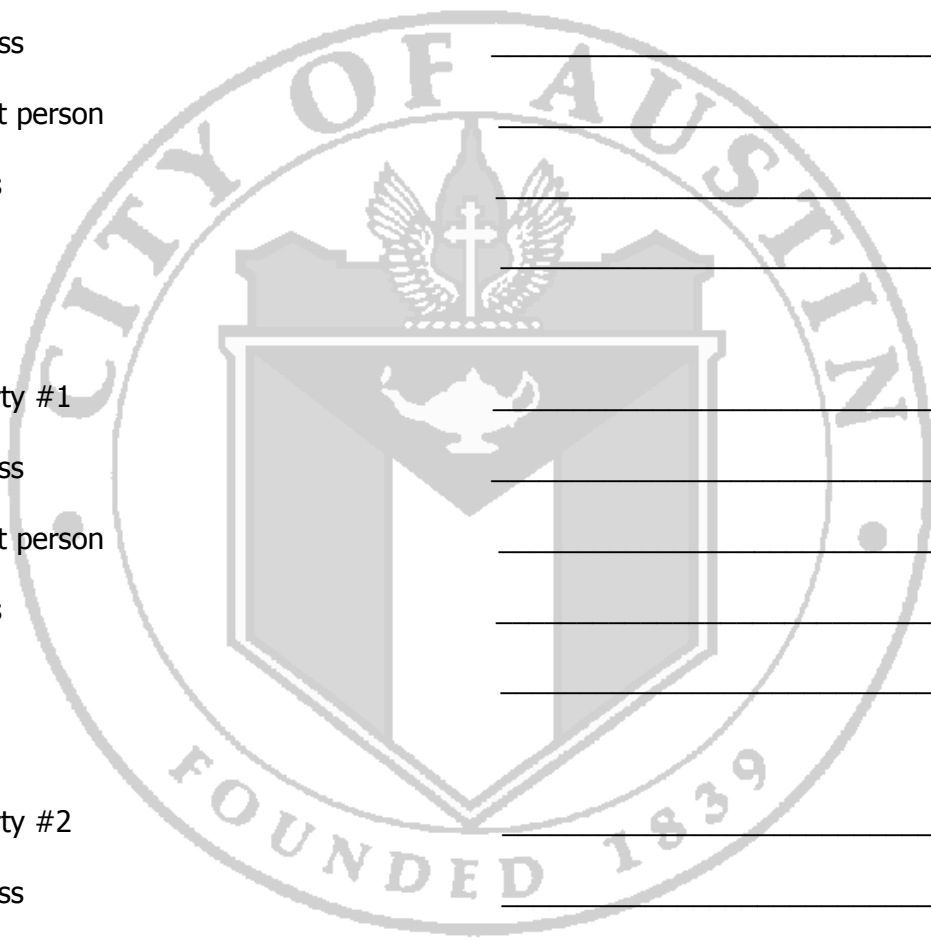 CITY OF AUSTIN
ss
t person
s
ty #1
ss
t person
s
ty #2
ss
FOUNDED 1839